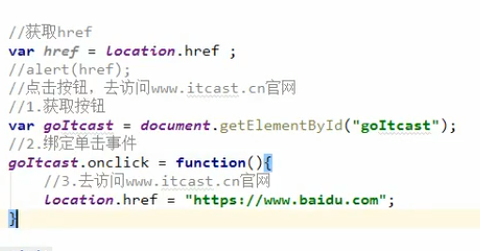 //获取href
var href = location.href ;
//alert(href);
//点击按钮，去访问www.itcast.cn官网
//1.获取按钮
var goItcast = document.getElementById("goItcast");
//2.绑定单击事件
goItcast.onclick = function(){
//3.去访问www.itcast.cn官网
location.href = "https://www.baidu.com";
}